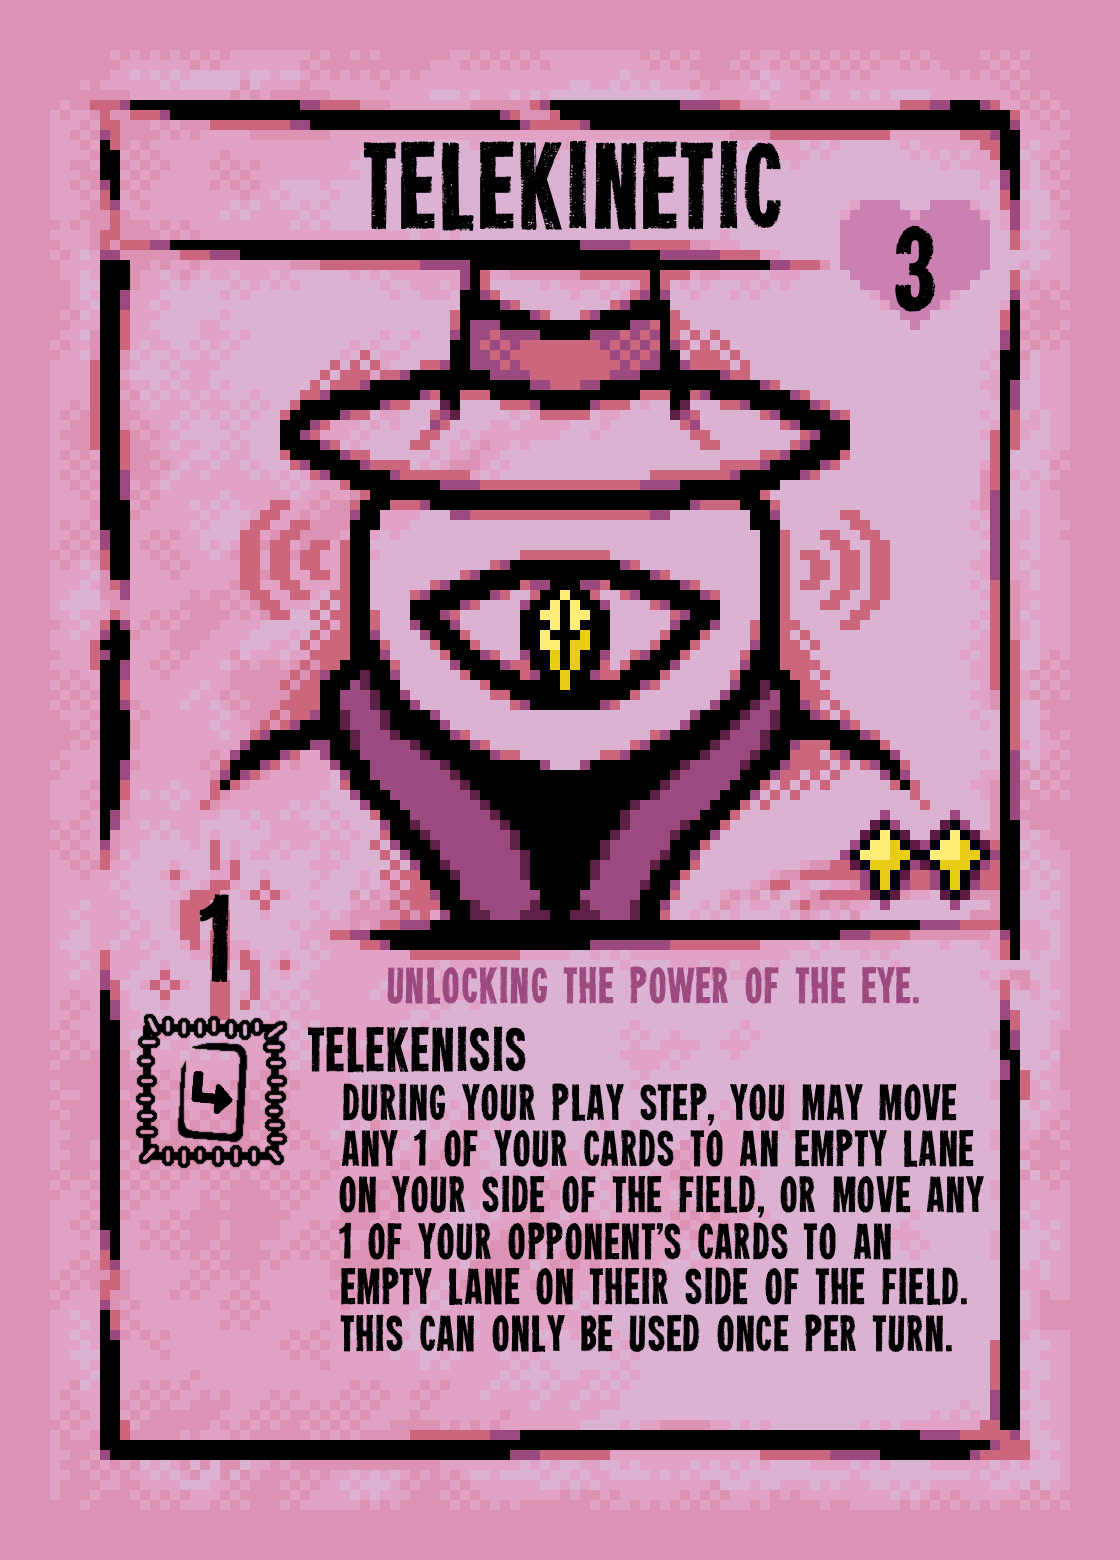 TELEKINETIC
3
1
UNLOCKING THE POWER OF THE EYE.
TELEKENISIS
DURING YOUR PLAY STEP, YOU MAY MOVE
ANY 1 OF YOUR CARDS TO AN EMPTY LANE
ON YOUR SIDE OF THE FIELD, OR MOVE ANY
1 OF YOUR OPPONENT'S CARDS TO AN
EMPTY LANE ON THEIR SIDE OF THE FIELD.
THIS CAN ONLY BE USED ONCE PER TURN.